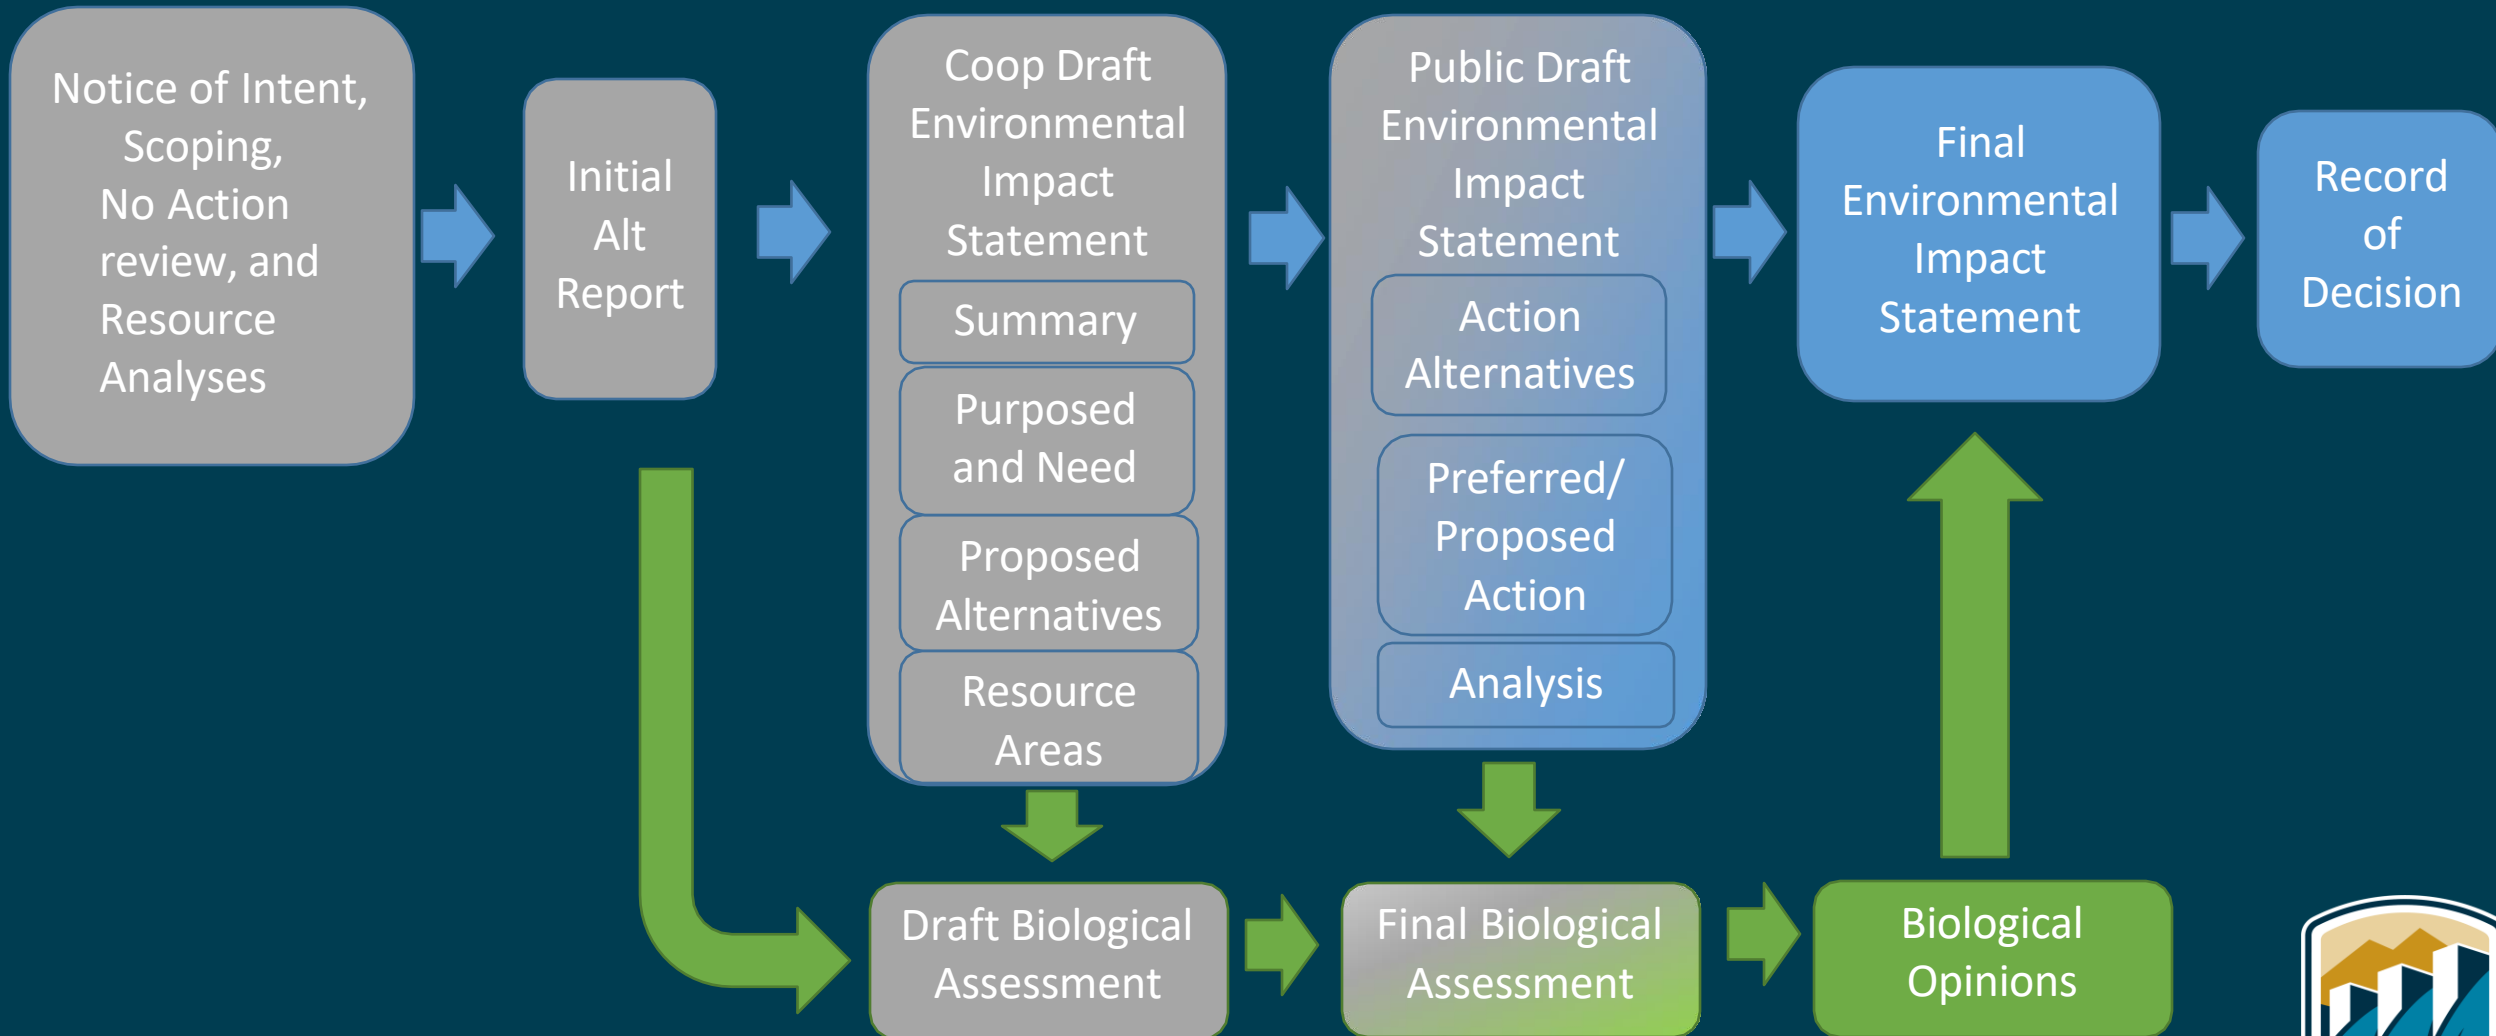 Notice of Intent,
Scoping,
No Action
review, and
Resource
Analyses
Initial
Alt
Report
Coop Draft
Environmental
Impact
Statement
Summary
Purposed
and Need
Proposed
Alternatives
Resource
Areas
Public Draft
Environmental
Impact
Statement
Action
Alternatives
Preferred/
Proposed
Action
Analysis
Final
Environmental
Impact
Statement
Record
of
Decision
Draft Biological
Assessment
Final Biological
Assessment
Biological
Opinions